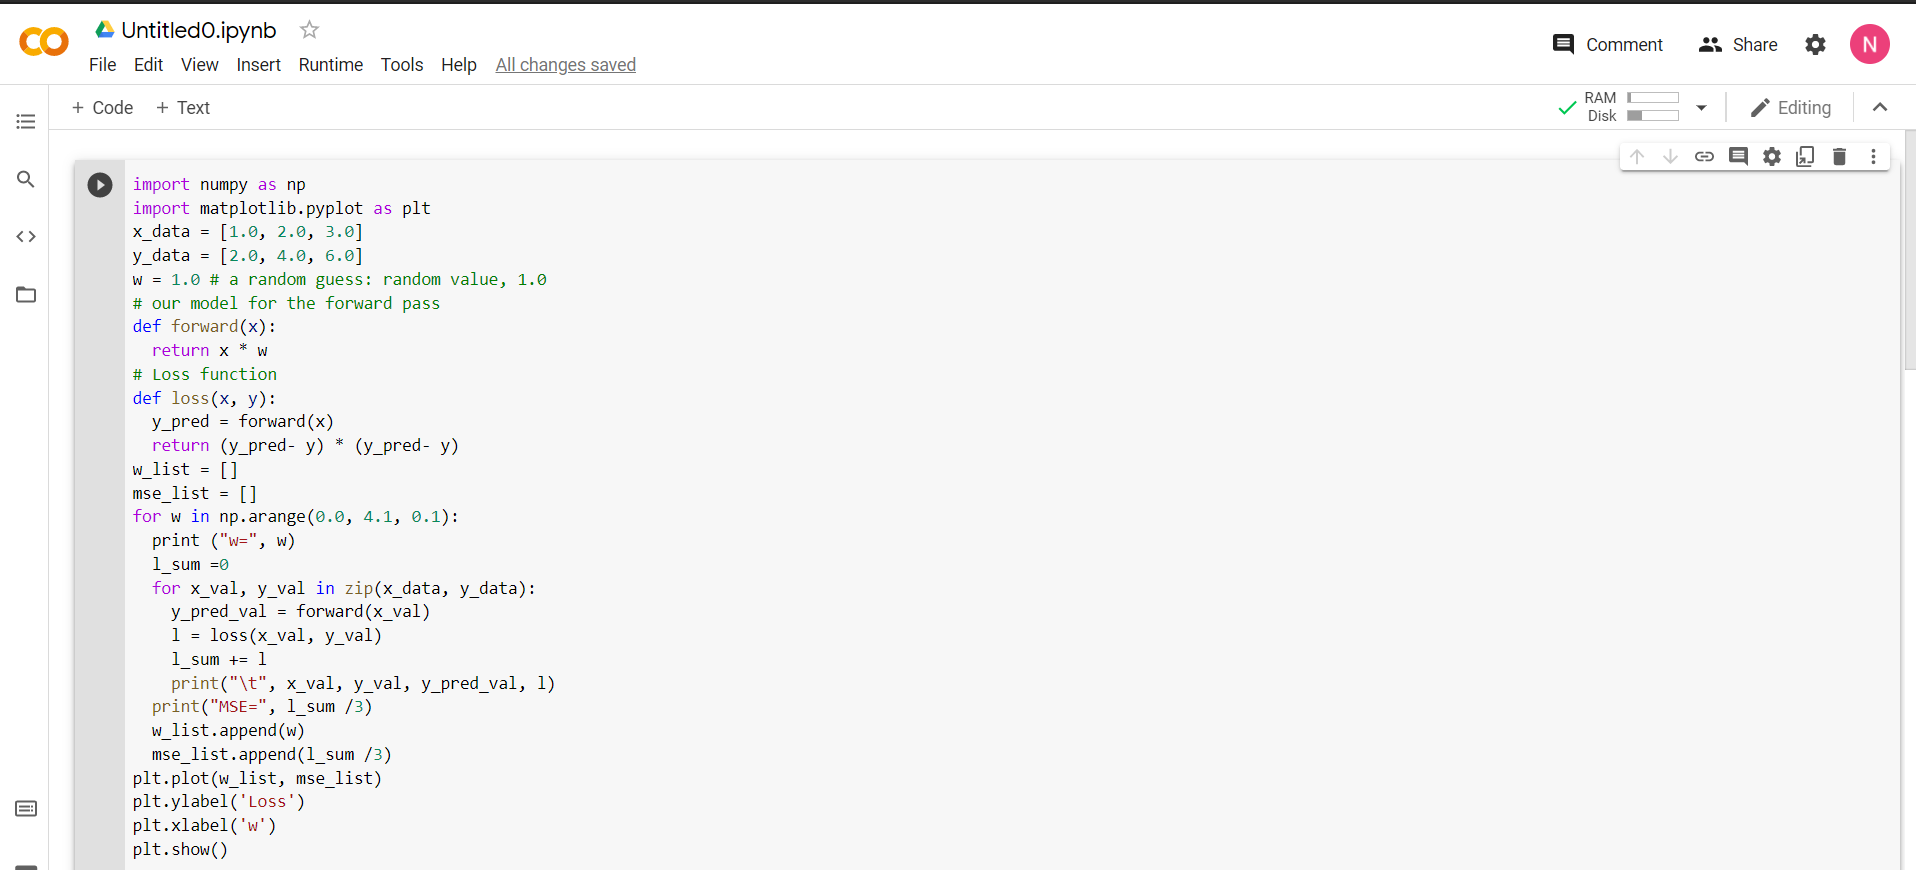 Untitled0.ipynb
File Edit View Insert Runtime Tools Help All changes saved
Comment Share N
+ Code + Text
RAM
Disk
Editing
import numpy as np
import matplotlib.pyplot as plt
x_data = [1.0, 2.0, 3.0]
y_data = [2.0, 4.0, 6.0]
w = 1.0 # a random guess: random value, 1.0
# our model for the forward pass
def forward(x):
  return x * w
# Loss function
def loss(x, y):
  y_pred = forward(x)
  return (y_pred- y) * (y_pred- y)
w_list = []
mse_list = []
for w in np.arange(0.0, 4.1, 0.1):
  print ("w=", w)
  l_sum =0
  for x_val, y_val in zip(x_data, y_data):
    y_pred_val = forward(x_val)
    l = loss(x_val, y_val)
    l_sum += l
    print("\t", x_val, y_val, y_pred_val, l)
  print("MSE=", l_sum /3)
  w_list.append(w)
  mse_list.append(l_sum /3)
plt.plot(w_list, mse_list)
plt.ylabel('Loss')
plt.xlabel('w')
plt.show()